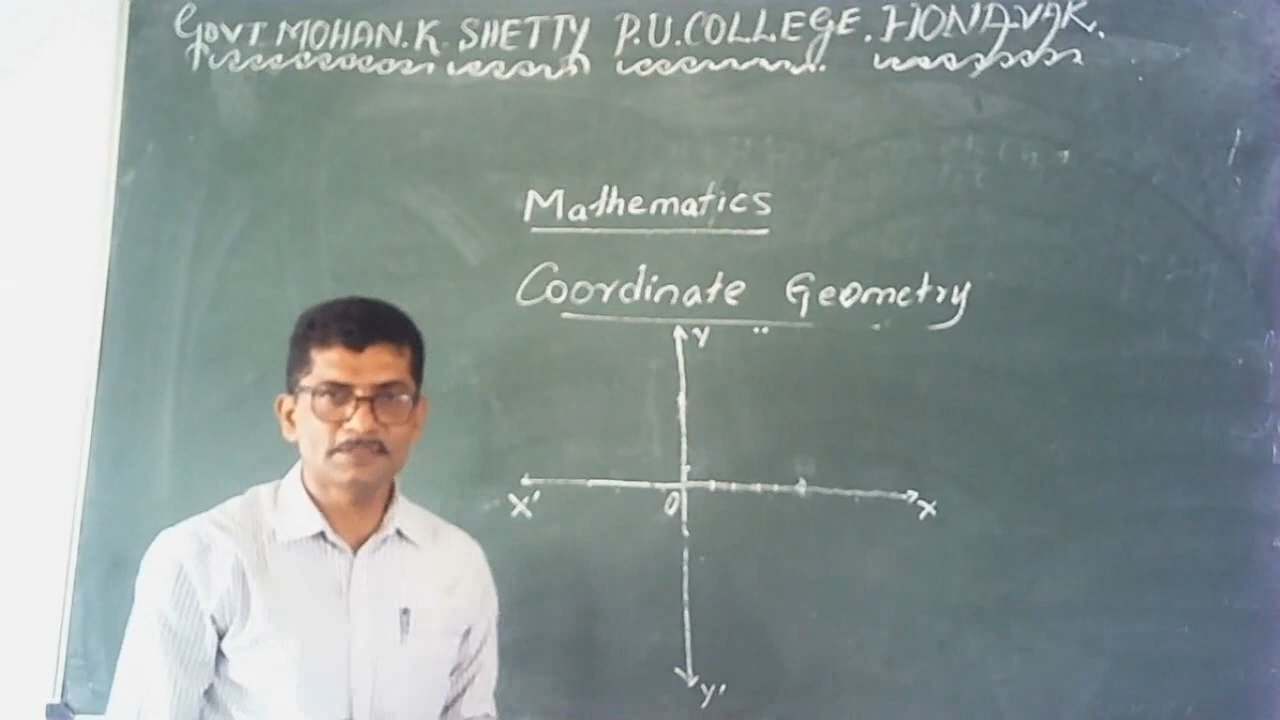 GOVT MOHAN.K. SHETTY P.U.COLLEGE. HONAVAR.
Mathematics
Coordinate Geometry
Y
X' O X
Y'